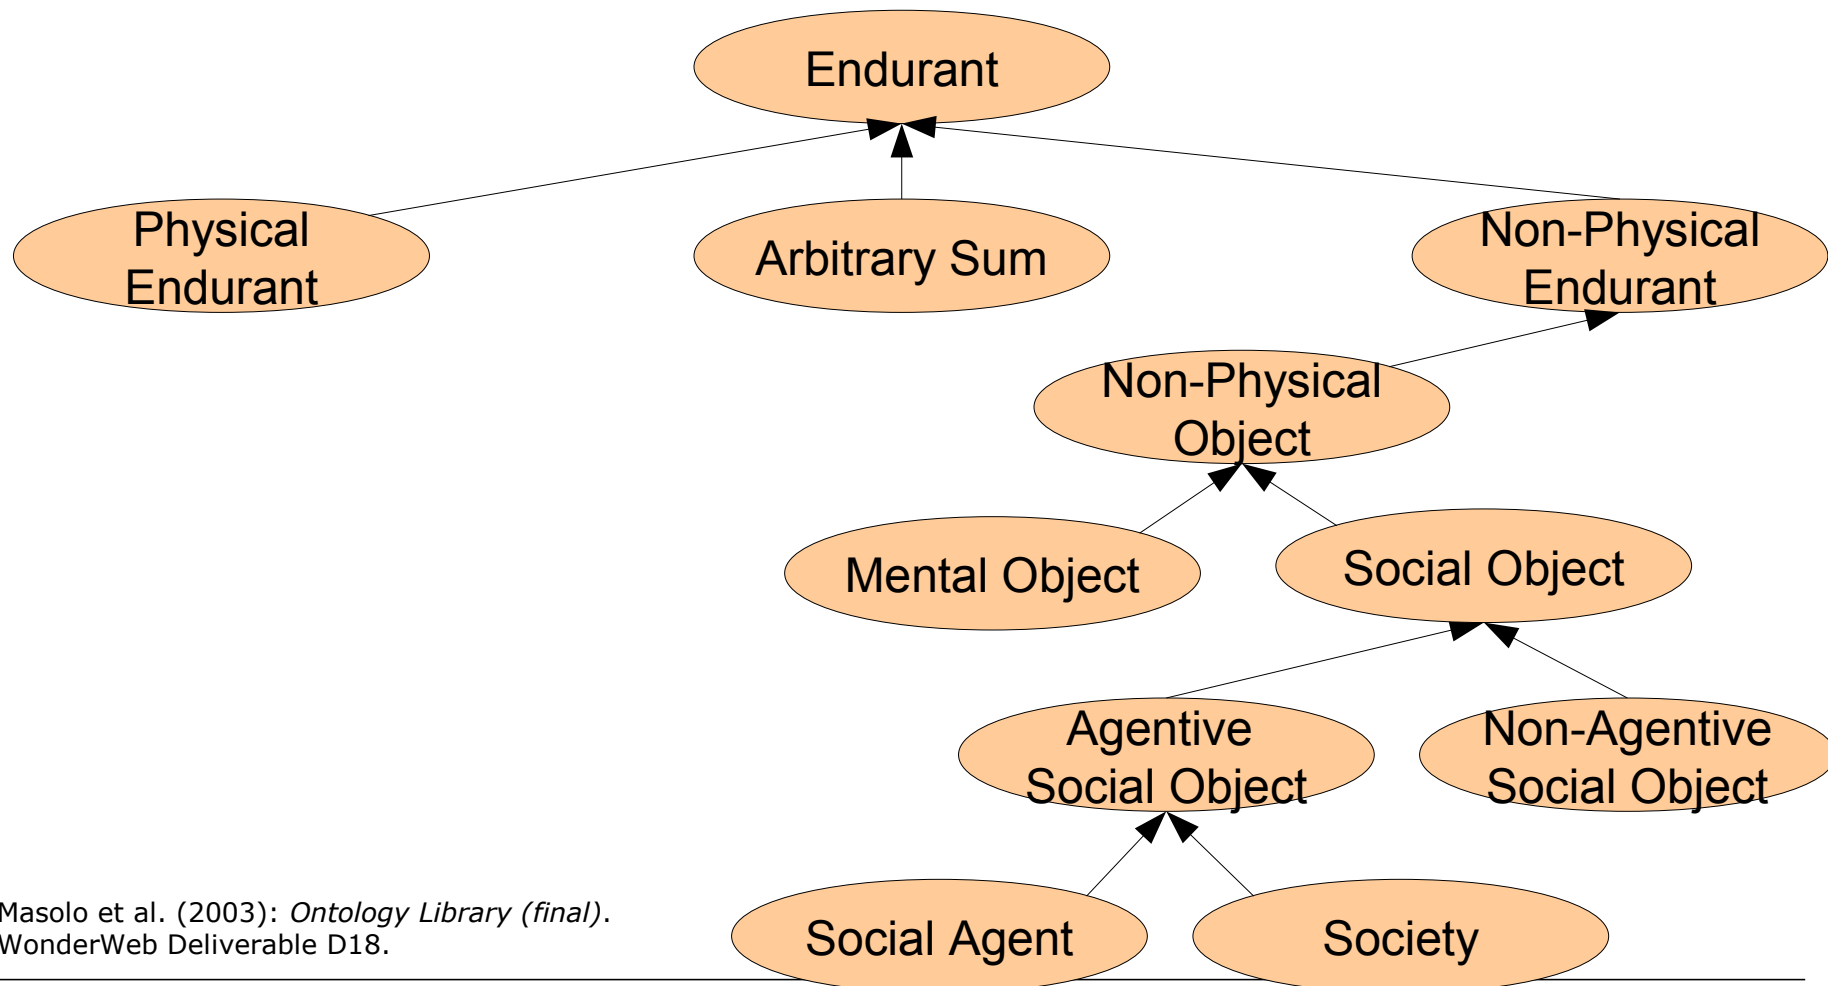 Endurant
Physical
Endurant
Arbitrary Sum
Non-Physical
Endurant
Non-Physical
Object
Mental Object
Social Object
Agentive
Social Object
Non-Agentive
Social Object
Social Agent
Society
Masolo et al. (2003): Ontology Library (final).
WonderWeb Deliverable D18.